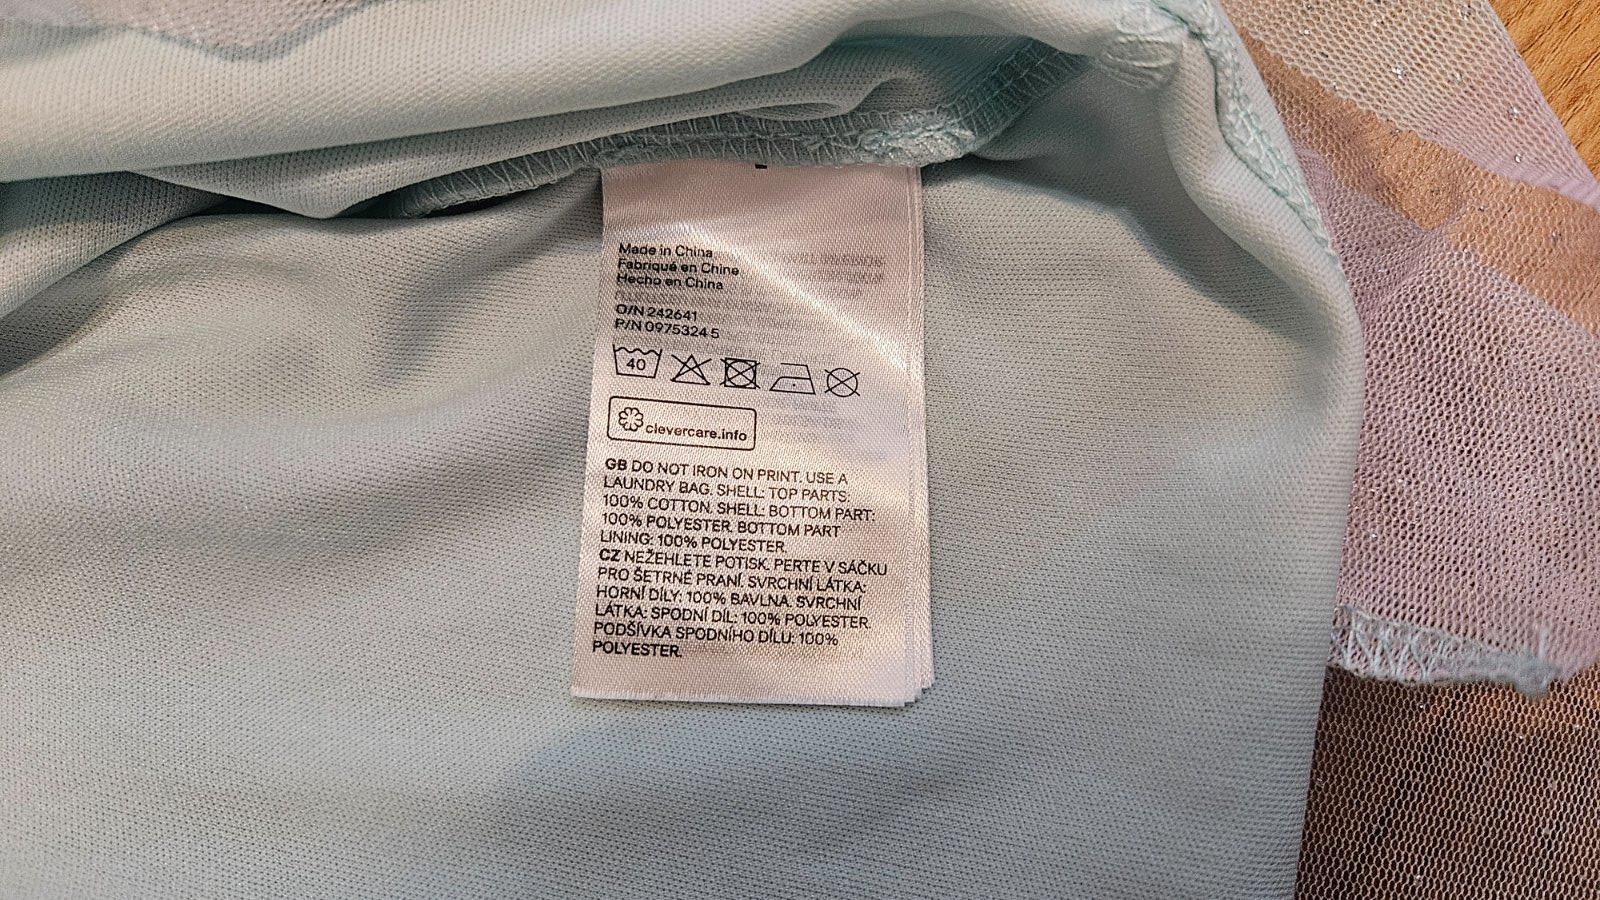 Made in China
Fabriqué en Chine
Hecho en China
O/N 242641
P/N 0975324 5
40
clevercare.info
GB DO NOT IRON ON PRINT. USE A
LAUNDRY BAG. SHELL: TOP PARTS:
100% COTTON. SHELL: BOTTOM PART:
100% POLYESTER. BOTTOM PART
LINING: 100% POLYESTER.
CZ NEŽEHLETE POTISK. PERTE V SÁČKU
PRO ŠETRNÉ PRANÍ. SVRCHNÍ LÁTKA:
HORNÍ DÍLY: 100% BAVLNA. SVRCHNÍ
LÁTKA: SPODNÍ DÍL: 100% POLYESTER.
PODŠÍVKA SPODNÍHO DÍLU: 100%
POLYESTER.